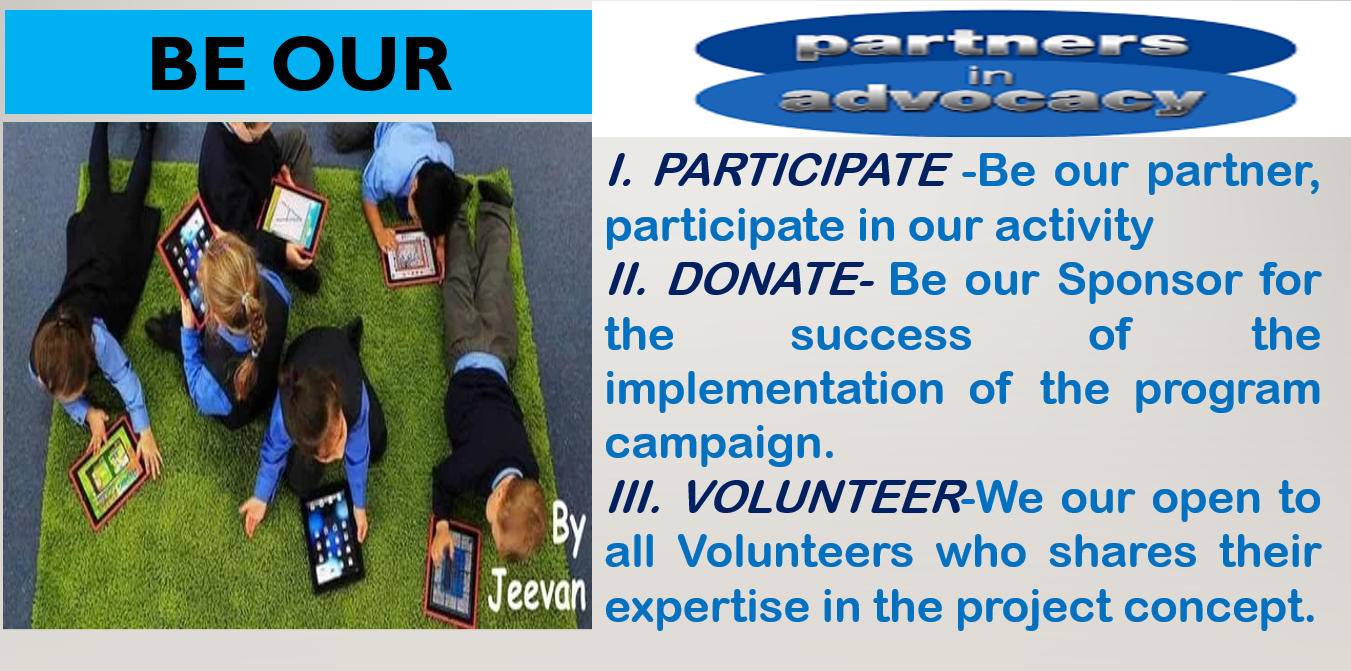 BE OUR
partners
in
advocacy
I. PARTICIPATE -Be our partner,
participate in our activity
II. DONATE- Be our Sponsor for
the success of the
implementation of the program
campaign.
III. VOLUNTEER-We our open to
all Volunteers who shares their
expertise in the project concept.
By
Jeevan